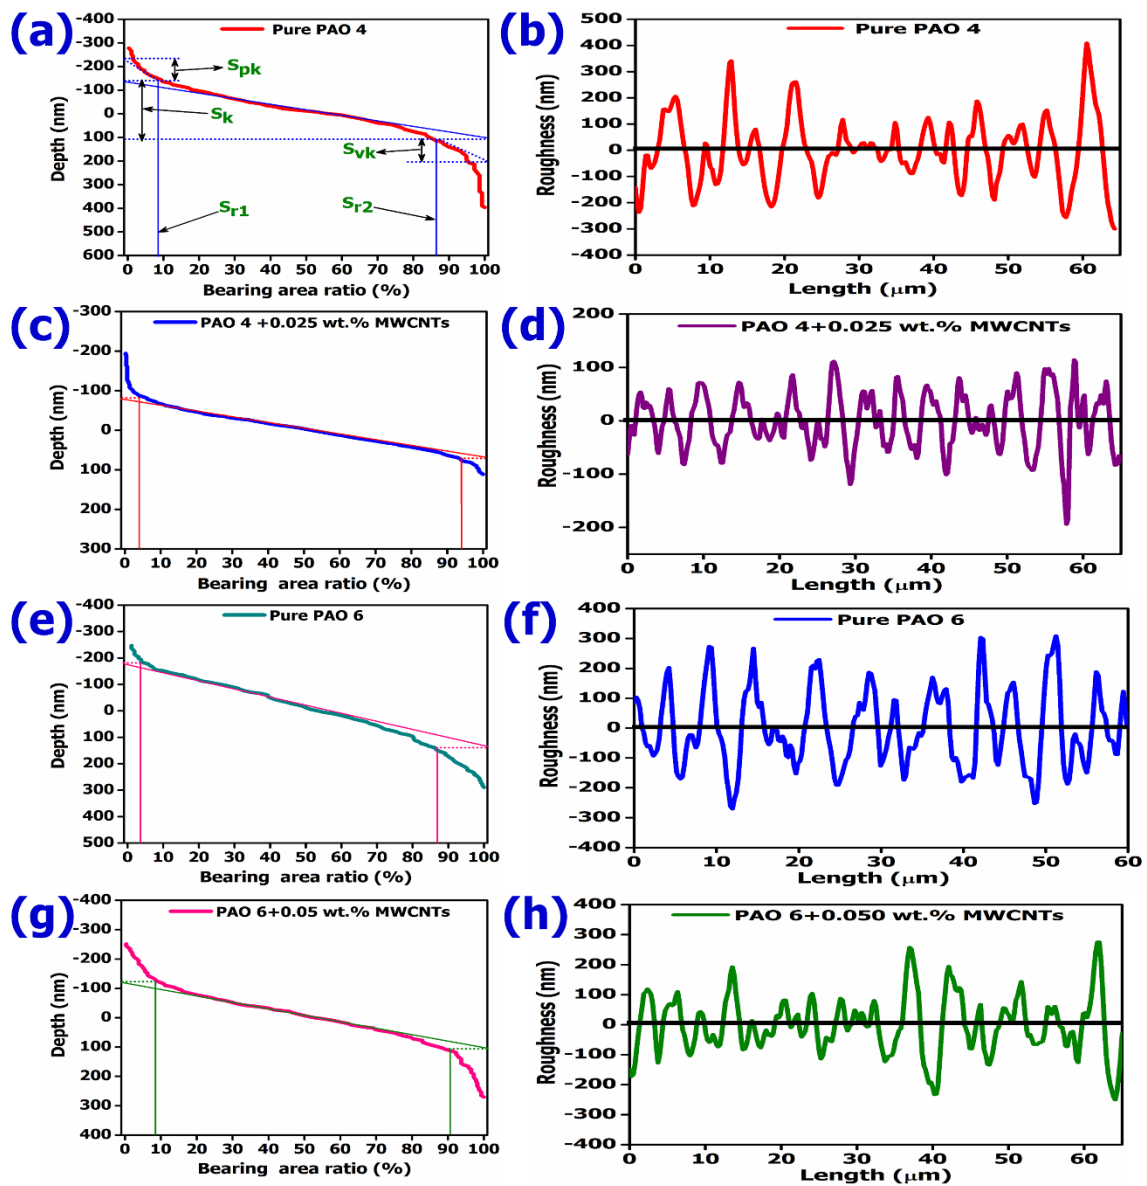 (a)
Pure PAO 4
Depth (nm)
-300
-200
-100
0
100
200
300
400
500
600
Spk
Sk
Svk
Sr1
Sr2
0 10 20 30 40 50 60 70 80 90 100
Bearing area ratio (%)
(b)
Pure PAO 4
Roughness (nm)
500
400
300
200
100
0
-100
-200
-300
-400
0 10 20 30 40 50 60
Length (μm)
(c)
PAO 4 +0.025 wt.% MWCNTs
Depth (nm)
-300
-200
-100
0
100
200
300
0 10 20 30 40 50 60 70 80 90 100
Bearing area ratio (%)
(d)
PAO 4+0.025 wt.% MWCNTs
Roughness (nm)
200
100
0
-100
-200
0 10 20 30 40 50 60
Length (μm)
(e)
Pure PAO 6
Depth (nm)
-400
-300
-200
-100
0
100
200
300
400
500
0 10 20 30 40 50 60 70 80 90 100
Bearing area ratio (%)
(f)
Pure PAO 6
Roughness (nm)
400
300
200
100
0
-100
-200
-300
-400
0 10 20 30 40 50 60
Length (μm)
(g)
PAO 6+0.05 wt.% MWCNTs
Depth (nm)
-400
-300
-200
-100
0
100
200
300
400
0 10 20 30 40 50 60 70 80 90 100
Bearing area ratio (%)
(h)
PAO 6+0.050 wt.% MWCNTs
Roughness (nm)
400
300
200
100
0
-100
-200
-300
-400
0 10 20 30 40 50 60
Length (μm)